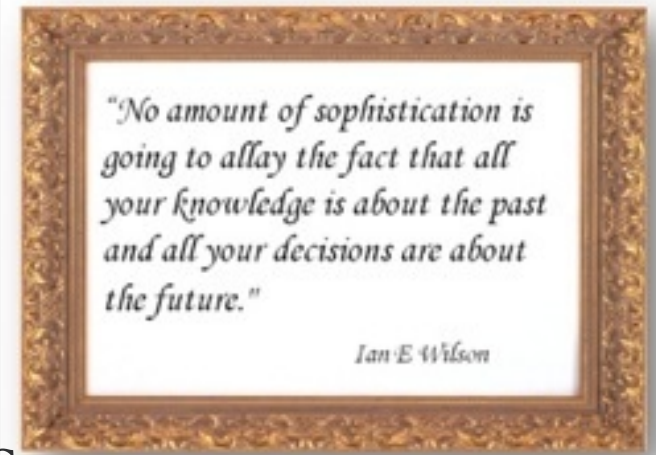 "No amount of sophistication is
going to allay the fact that all
your knowledge is about the past
and all your decisions are about
the future."
Ian E Wilson